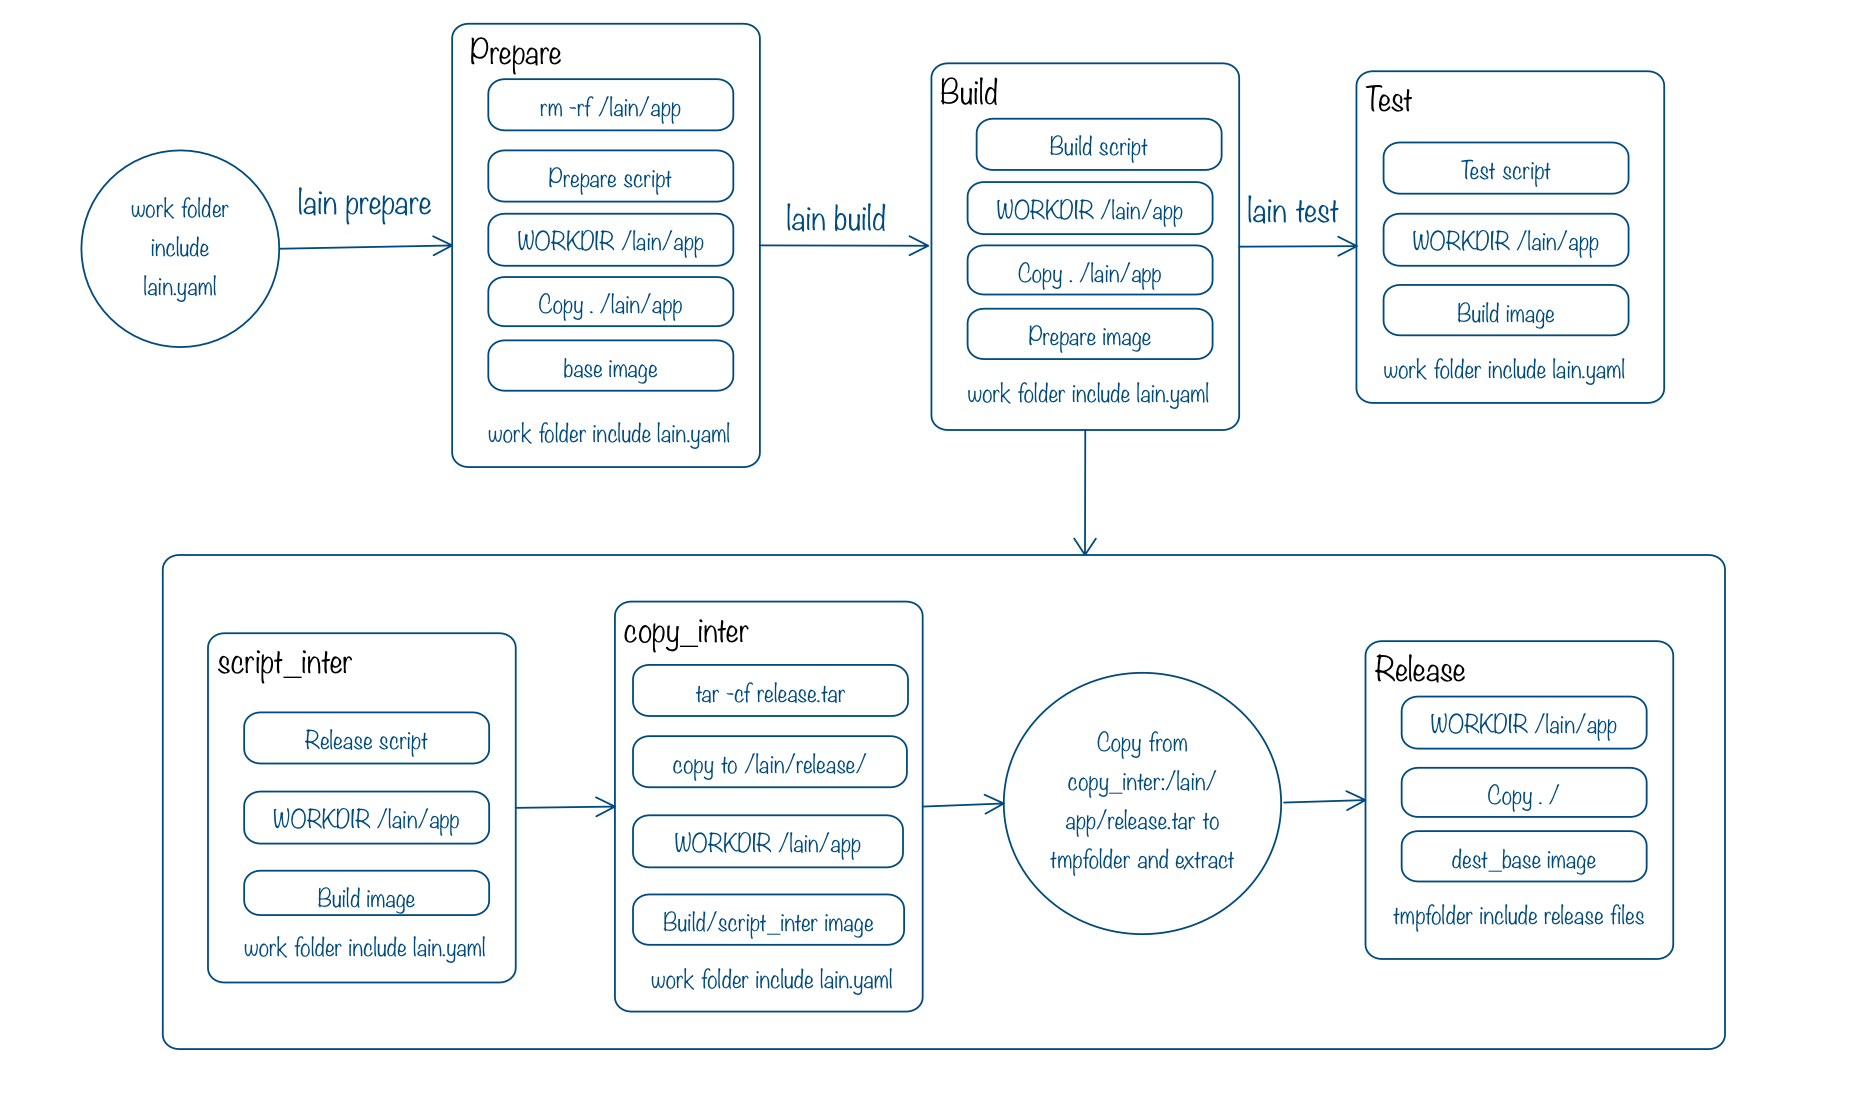 work folder
include
lain.yaml
lain prepare
Prepare
rm -rf /lain/app
Prepare script
WORKDIR /lain/app
Copy . /lain/app
base image
work folder include lain.yaml
lain build
Build
Build script
WORKDIR /lain/app
Copy . /lain/app
Prepare image
work folder include lain.yaml
lain test
Test
Test script
WORKDIR /lain/app
Build image
work folder include lain.yaml
script_inter
Release script
WORKDIR /lain/app
Build image
work folder include lain.yaml
copy_inter
tar -cf release.tar
copy to /lain/release/
WORKDIR /lain/app
Build/script_inter image
work folder include lain.yaml
Copy from
copy_inter:/lain/
app/release.tar to
tmpfolder and extract
Release
WORKDIR /lain/app
Copy . /
dest_base image
tmpfolder include release files